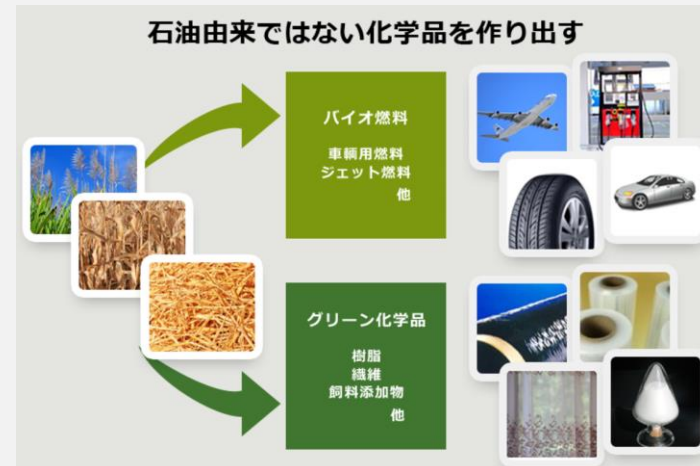 石油由来ではない化学品を作り出す
バイオ燃料
車輌用燃料
ジェット燃料
他
グリーン化学品
樹脂
繊維
飼料添加物
他